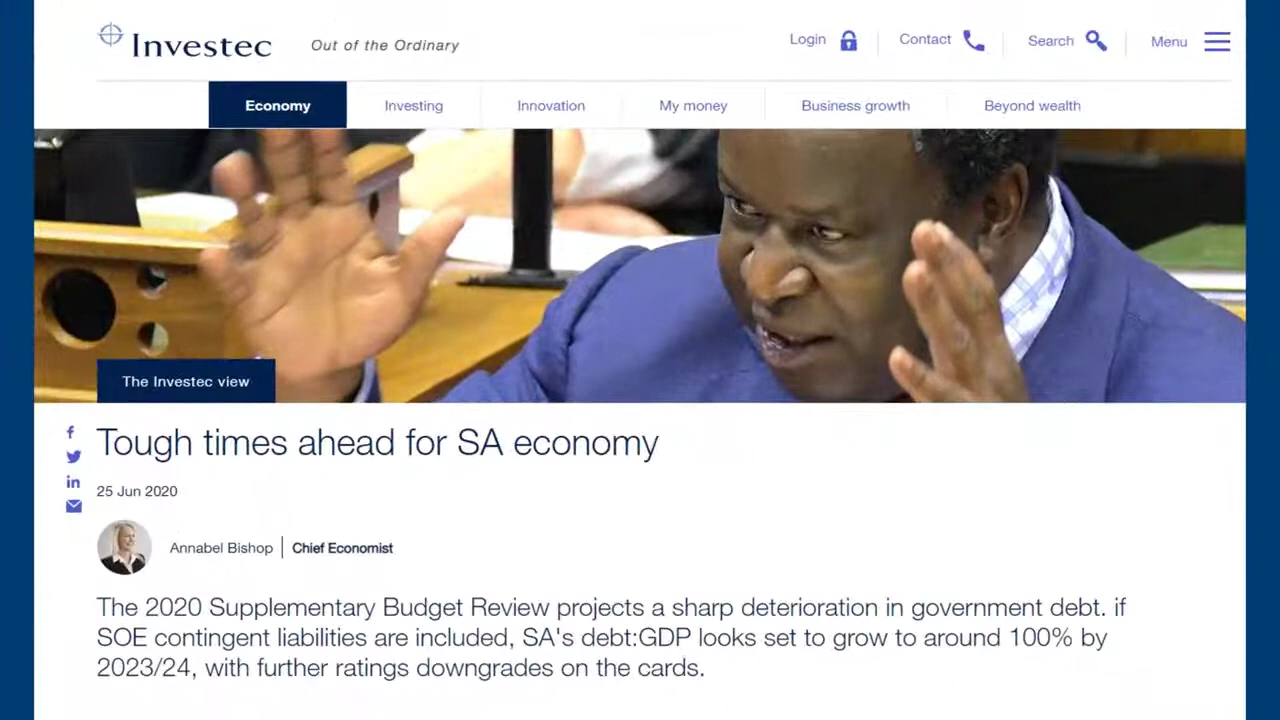 Investec
Out of the Ordinary
Login
Contact
Search
Menu
Economy
Investing
Innovation
My money
Business growth
Beyond wealth
The Investec view
Tough times ahead for SA economy
25 Jun 2020
Annabel Bishop | Chief Economist
The 2020 Supplementary Budget Review projects a sharp deterioration in government debt. if
SOE contingent liabilities are included, SA's debt:GDP looks set to grow to around 100% by
2023/24, with further ratings downgrades on the cards.